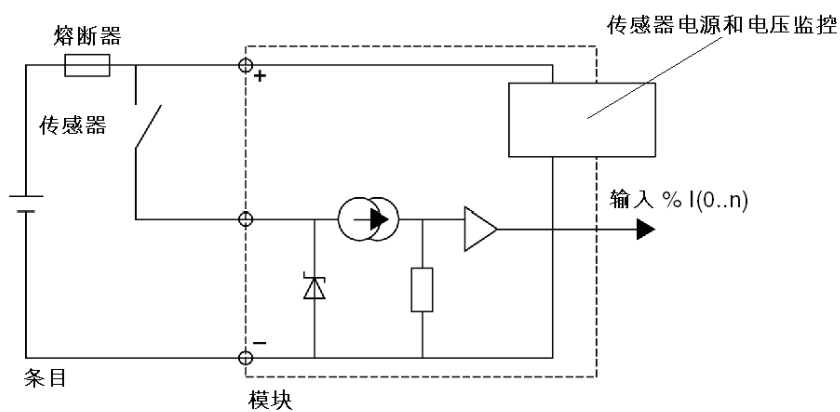 传感器电源和电压监控
熔断器
+
传感器
输入 % I(0..n)
−
条目
模块